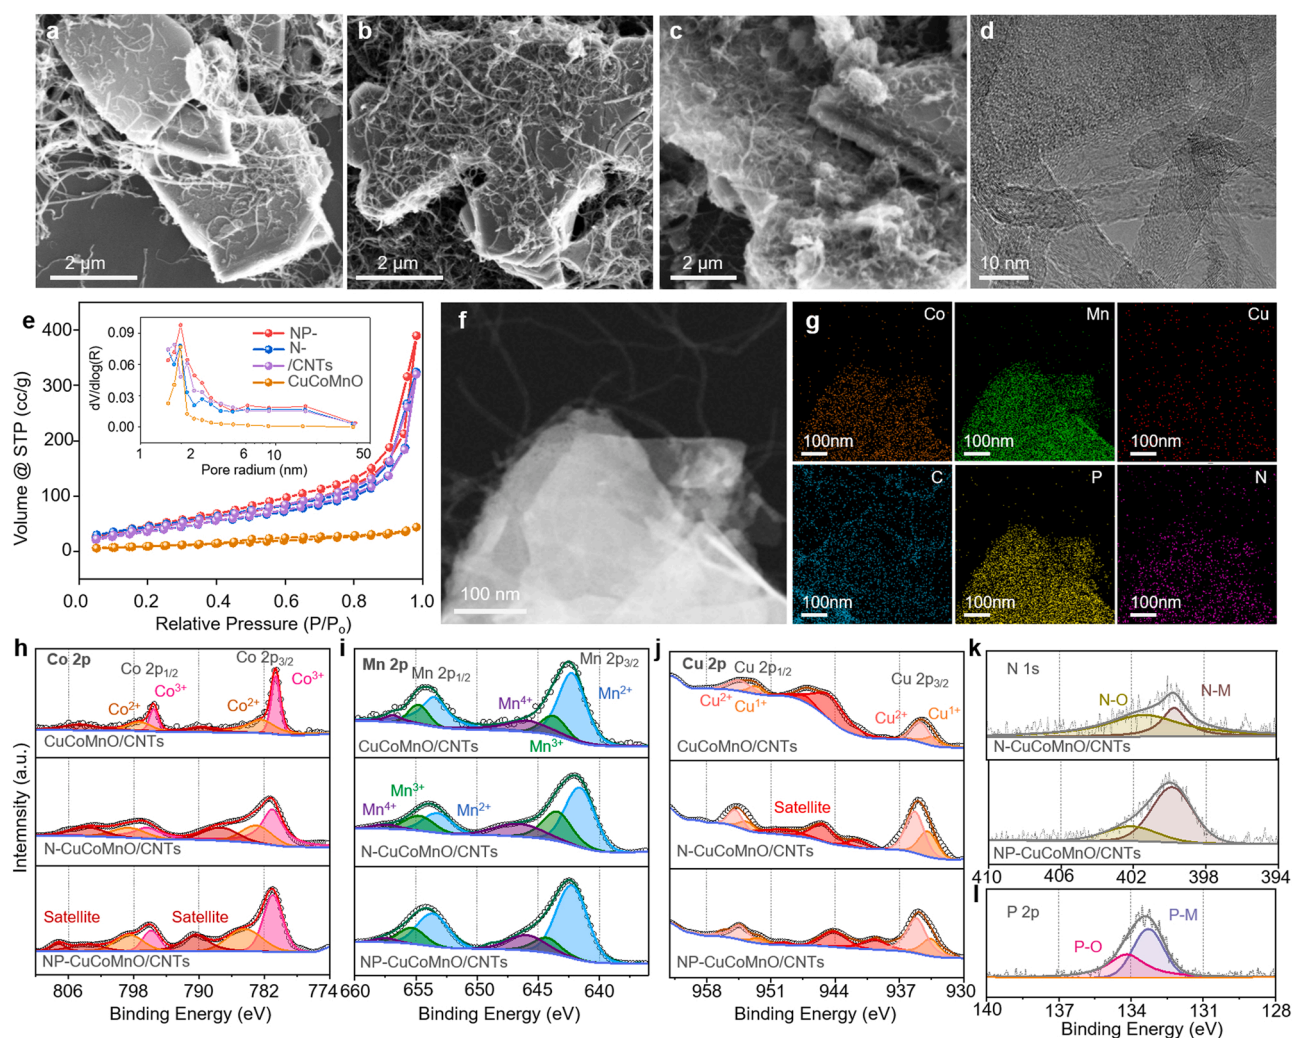 a
b
c
d
2 µm
2 µm
2 µm
10 nm
e
400
300
200
100
0
Volume @ STP (cc/g)
0.0
0.2
0.4
0.6
0.8
1.0
Relative Pressure (P/Po)
0.09
0.06
0.03
0.00
dV/dlog(R)
1
2
6
10
50
Pore radium (nm)
NP-
N-
/CNTs
CuCoMnO
f
100 nm
g
Co
Mn
Cu
100nm
100nm
100nm
C
P
N
100nm
100nm
100nm
h
Co 2p
Co 2p1/2
Co 2p3/2
Co3+
Co3+
Co2+
Co2+
CuCoMnO/CNTs
N-CuCoMnO/CNTs
Satellite
Satellite
NP-CuCoMnO/CNTs
806
798
790
782
774
Binding Energy (eV)
Intemnsity (a.u.)
i
Mn 2p
Mn 2p1/2
Mn 2p3/2
Mn4+
Mn2+
Mn3+
CuCoMnO/CNTs
Mn3+
Mn4+
Mn2+
N-CuCoMnO/CNTs
NP-CuCoMnO/CNTs
660
655
650
645
640
Binding Energy (eV)
j
Cu 2p
Cu 2p1/2
Cu 2p3/2
Cu2+
Cu1+
Cu2+
Cu1+
CuCoMnO/CNTs
Satellite
N-CuCoMnO/CNTs
NP-CuCoMnO/CNTs
958
951
944
937
930
Binding Energy (eV)
k
N 1s
N-O
N-M
N-CuCoMnO/CNTs
NP-CuCoMnO/CNTs
410
406
402
398
394
l
P 2p
P-M
P-O
140
137
134
131
128
Binding Energy (eV)